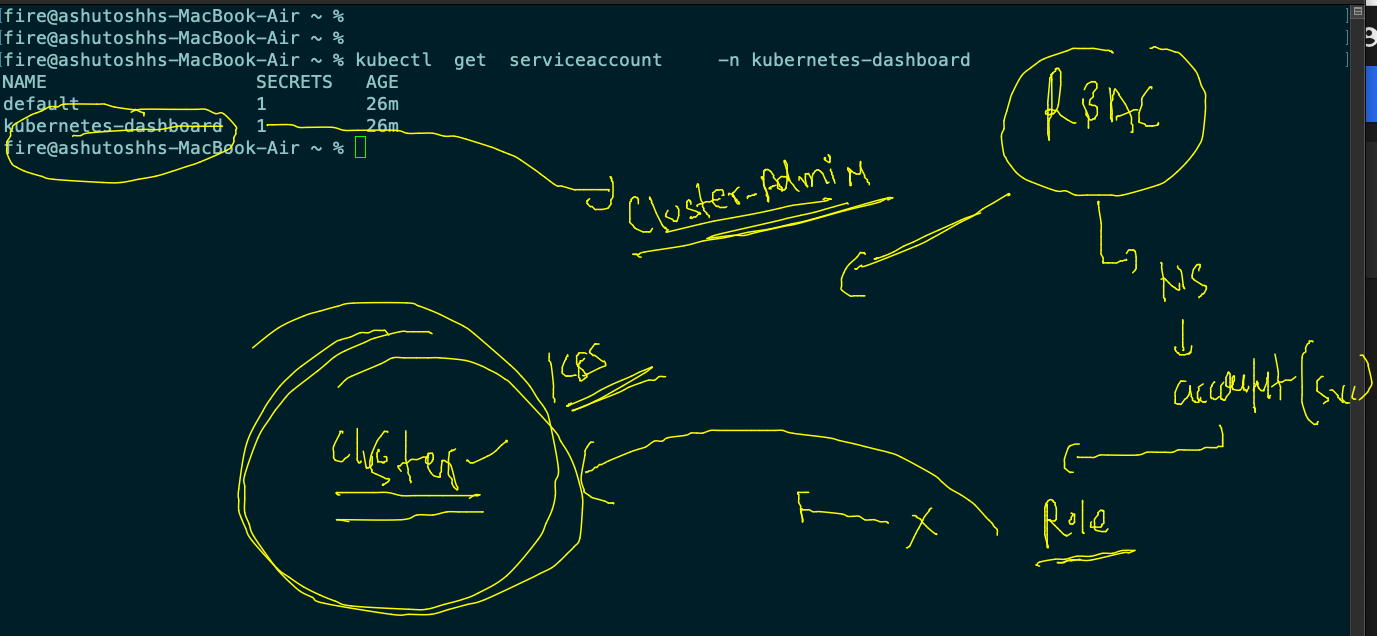 fire@ashutoshhs-MacBook-Air ~ %
fire@ashutoshhs-MacBook-Air ~ %
fire@ashutoshhs-MacBook-Air ~ % kubectl  get  serviceaccount     -n kubernetes-dashboard
NAME                   SECRETS   AGE
default                1         26m
kubernetes-dashboard   1         26m
fire@ashutoshhs-MacBook-Air ~ %
RBAC
Cluster-Admin
NS
K8S
account (svc)
Cluster
Role